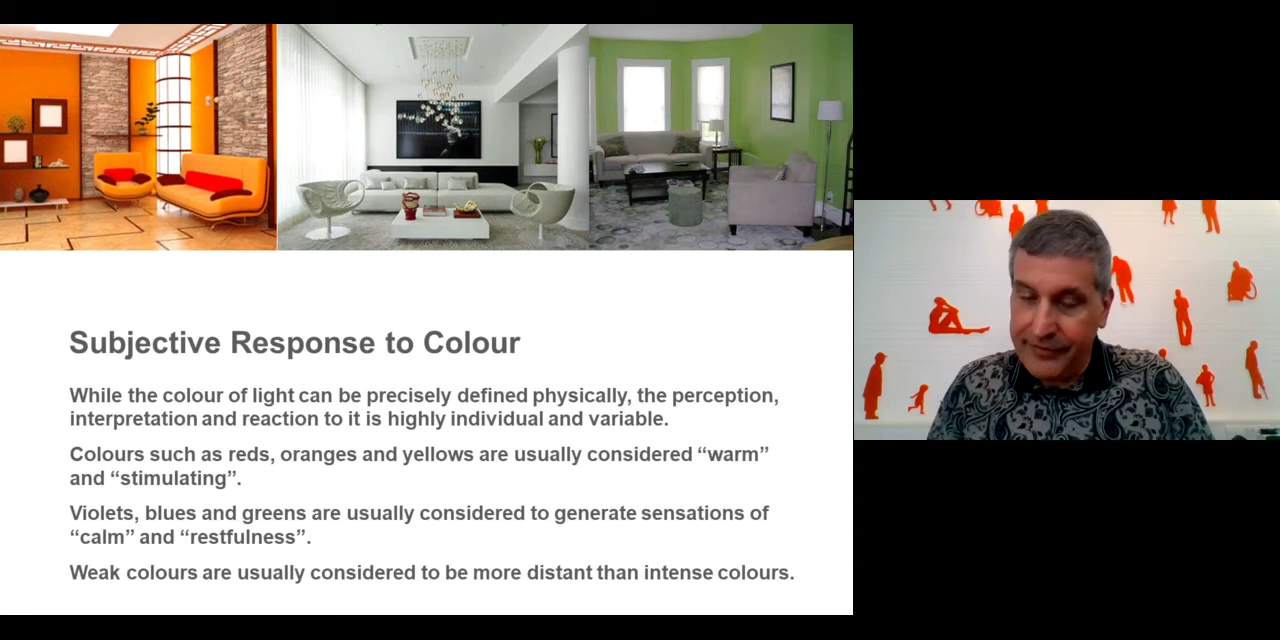 Subjective Response to Colour
While the colour of light can be precisely defined physically, the perception,
interpretation and reaction to it is highly individual and variable.
Colours such as reds, oranges and yellows are usually considered “warm”
and “stimulating”.
Violets, blues and greens are usually considered to generate sensations of
“calm” and “restfulness”.
Weak colours are usually considered to be more distant than intense colours.